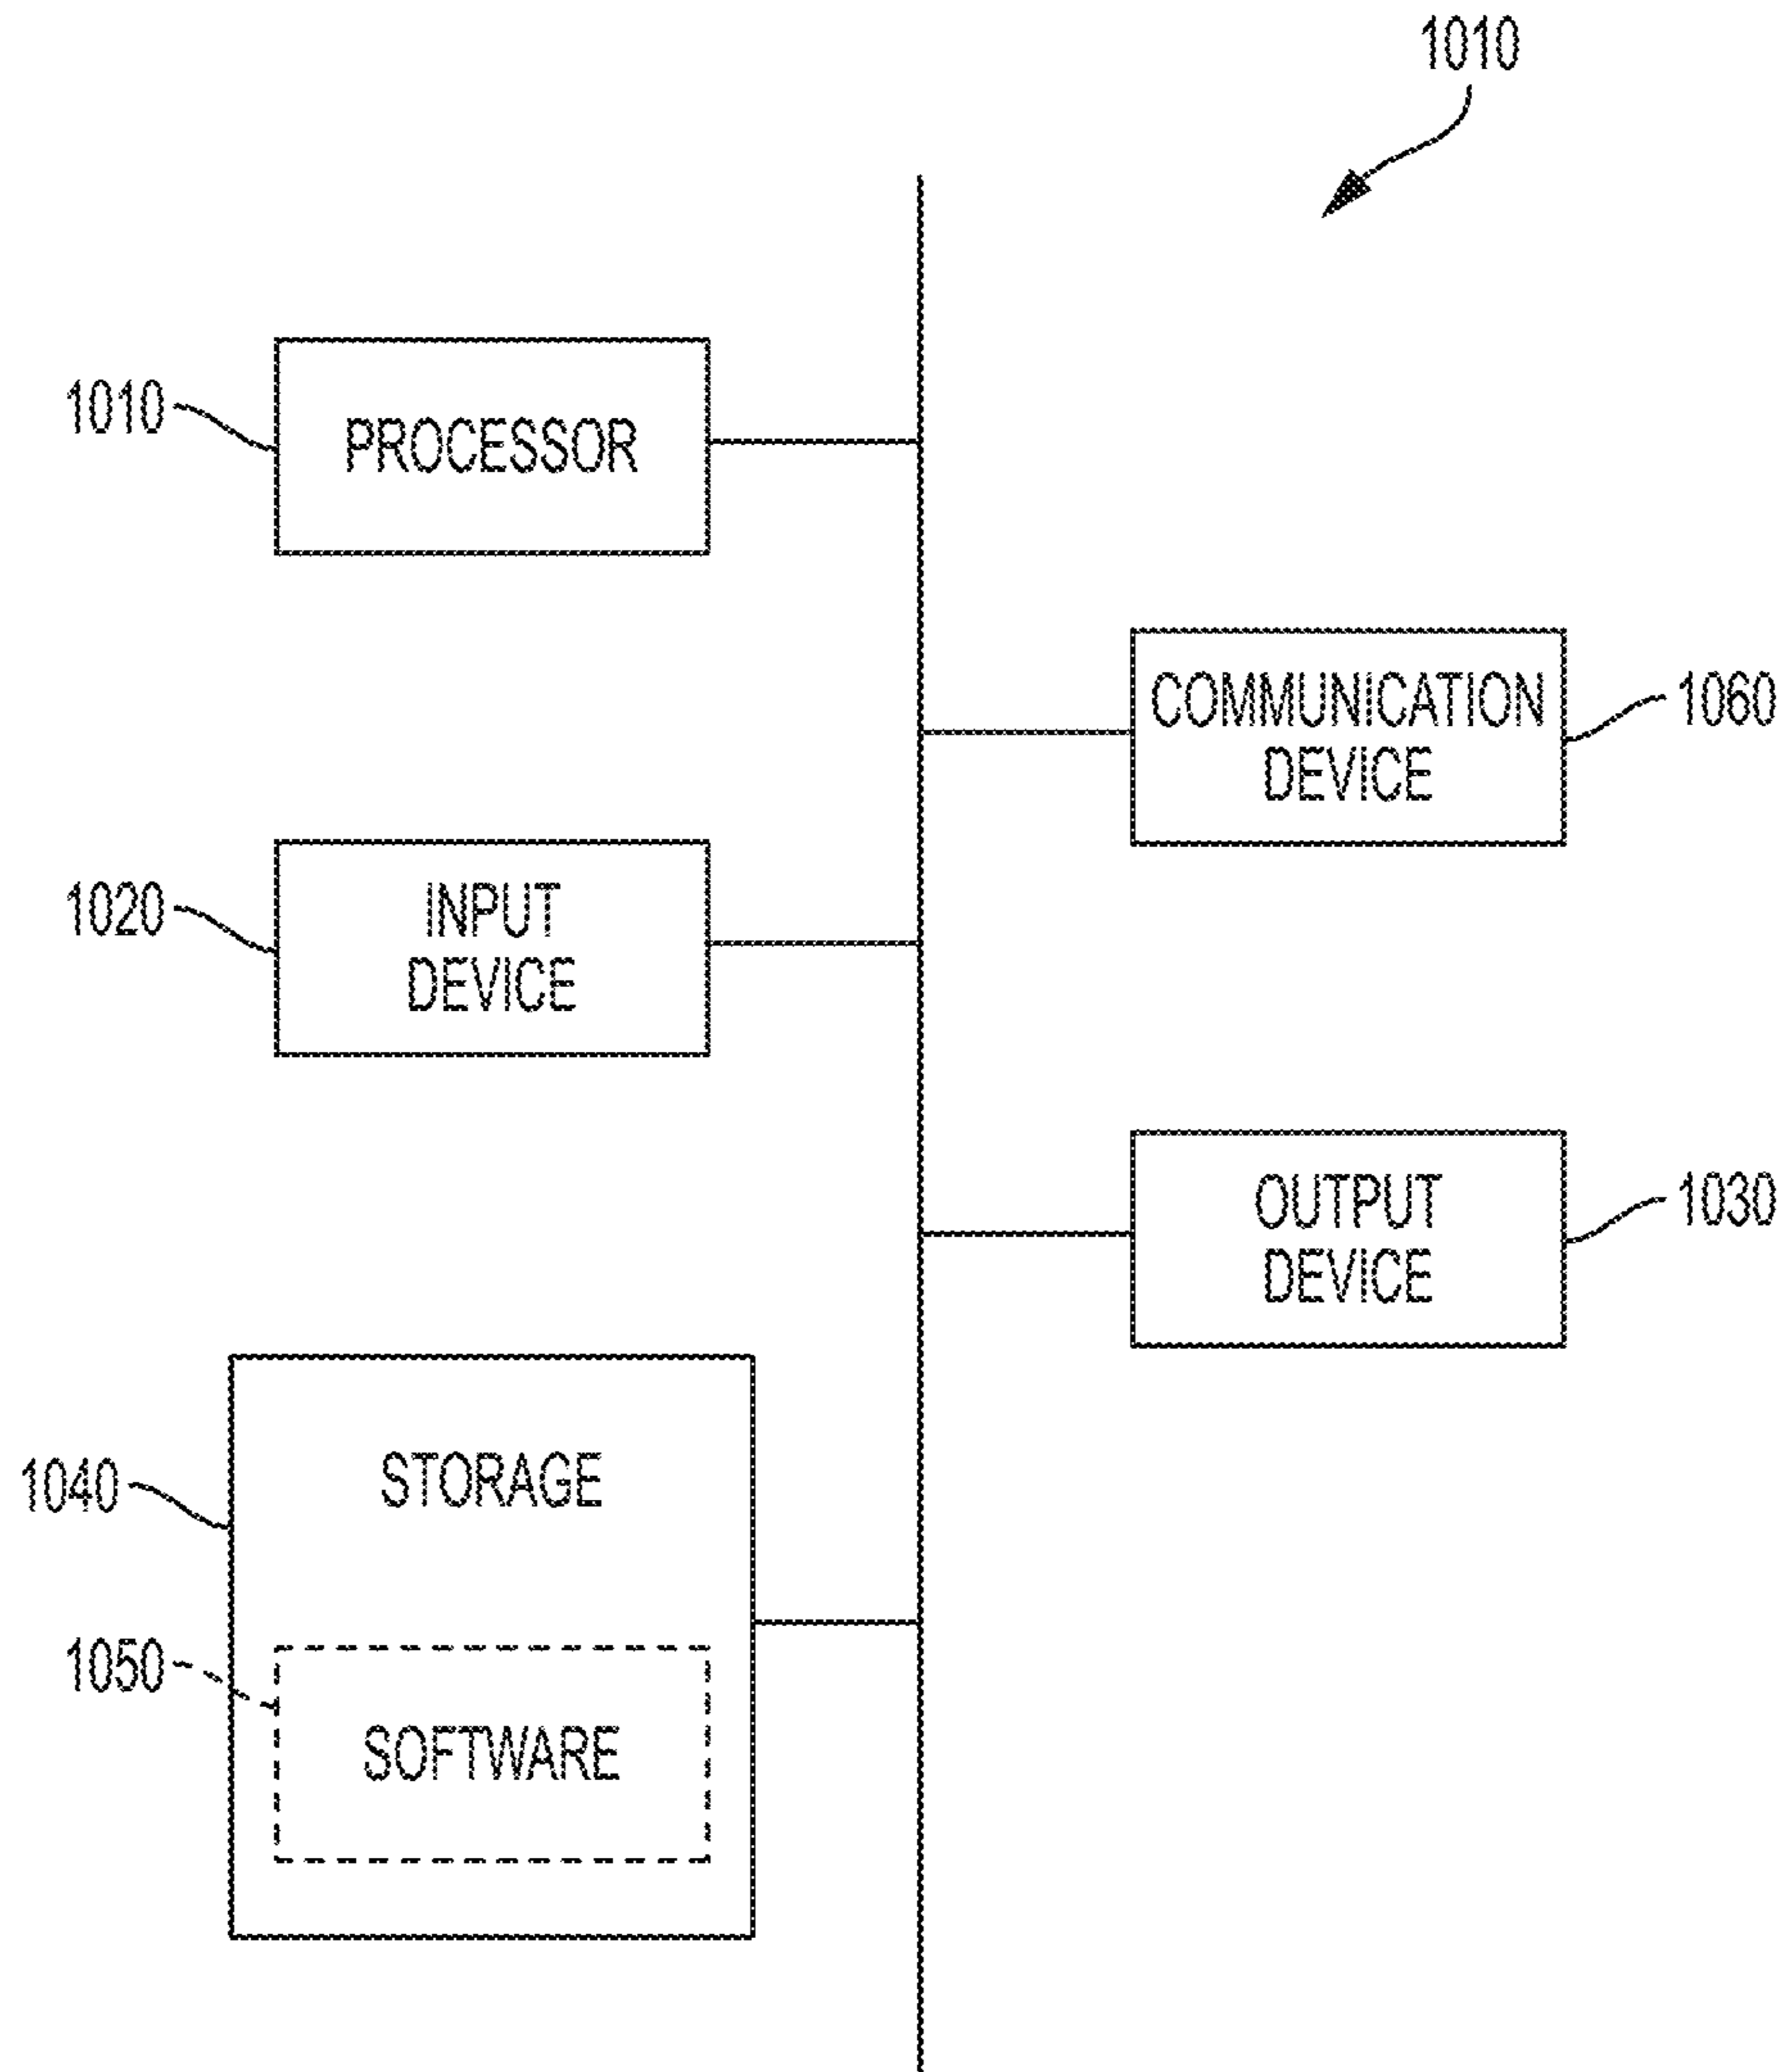 1010
1010
PROCESSOR
COMMUNICATION
DEVICE
1060
1020
INPUT
DEVICE
OUTPUT
DEVICE
1030
1040
STORAGE
1050
SOFTWARE